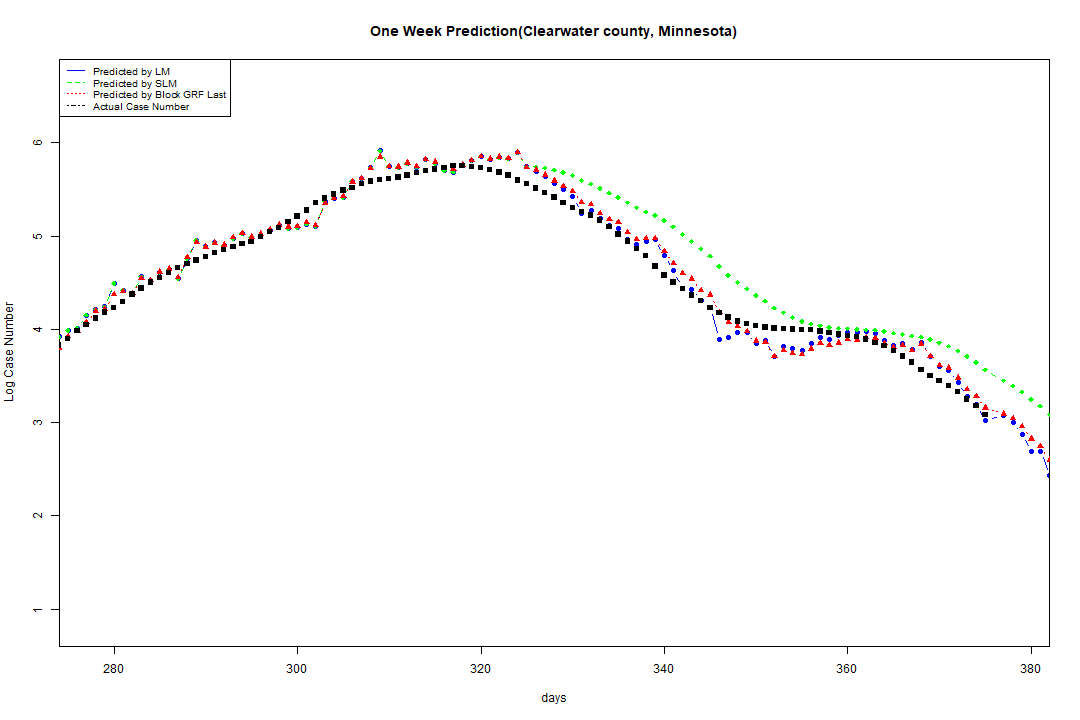 One Week Prediction(Clearwater county, Minnesota)
Predicted by LM
Predicted by SLM
Predicted by Block GRF Last
Actual Case Number
6
5
4
3
2
1
Log Case Number
280 300 320 340 360 380
days